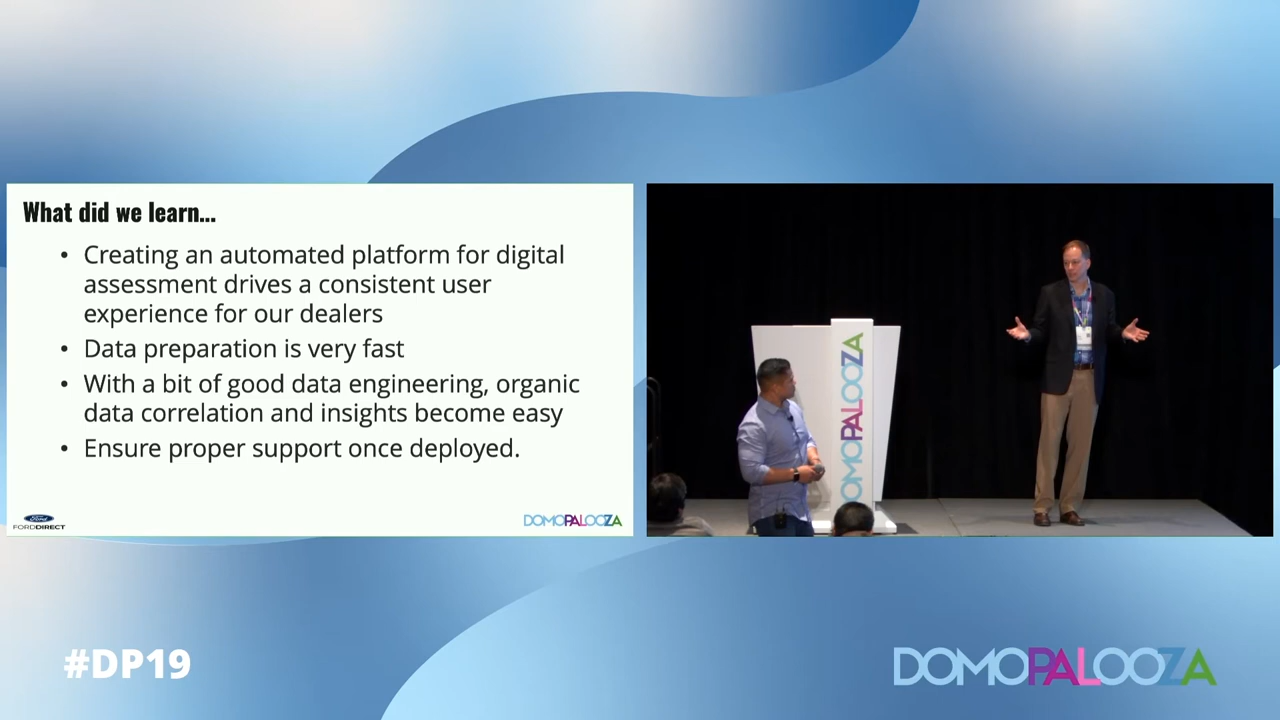 What did we learn...
• Creating an automated platform for digital
assessment drives a consistent user
experience for our dealers
• Data preparation is very fast
• With a bit of good data engineering, organic
data correlation and insights become easy
• Ensure proper support once deployed.
Ford
FORDDIRECT
DOMOPALOOZA
DOMOPALOOZA
#DP19
DOMOPALOOZA